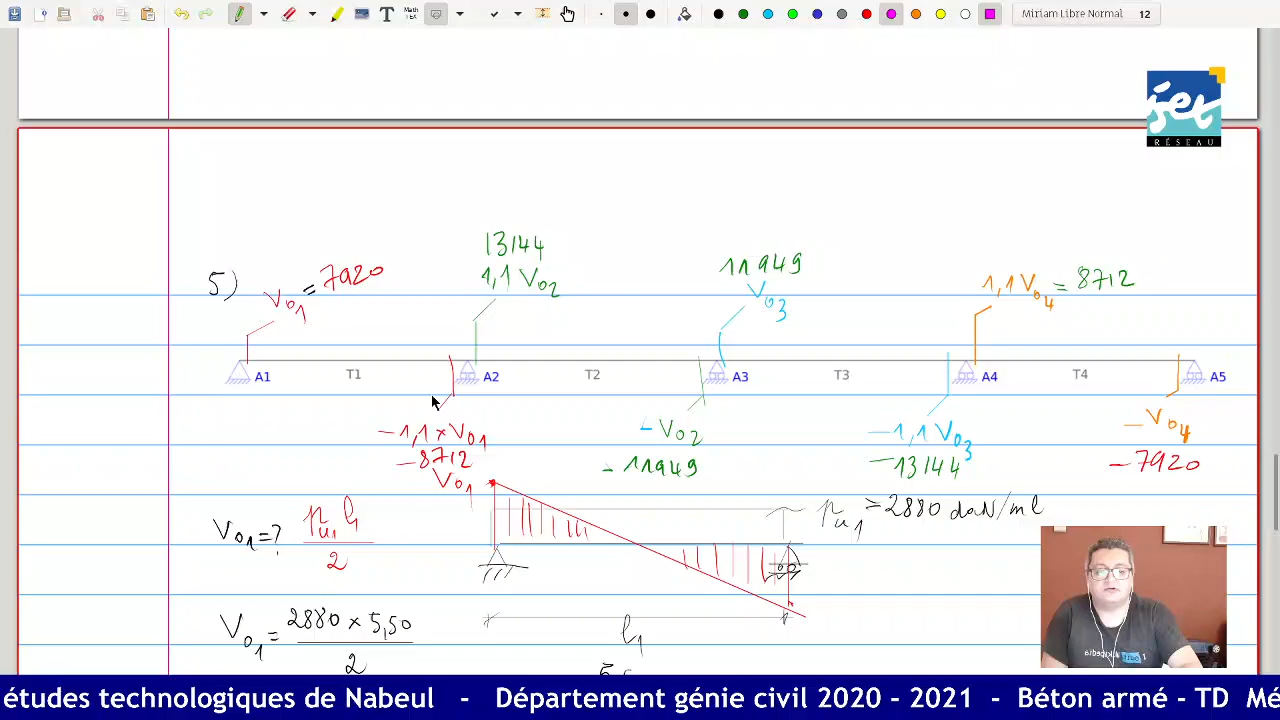 Miriam Libre Normal 12
iset
RÉSEAU
5)
V01 = 7920
13144
1,1 V02
11949
V03
1,1 V04 = 8712
A1 T1 A2 T2 A3 T3 A4 T4 A5
-1,1 × V01
-8712
- V02
- 11949
-1,1 V03
-13144
- V04
-7920
V01
V01 = ? pu1 l1 / 2
pu1 = 2880 daN/ml
V01 = 2880 × 5,50 / 2
l1
études technologiques de Nabeul - Département génie civil 2020 - 2021 - Béton armé - TD Mé